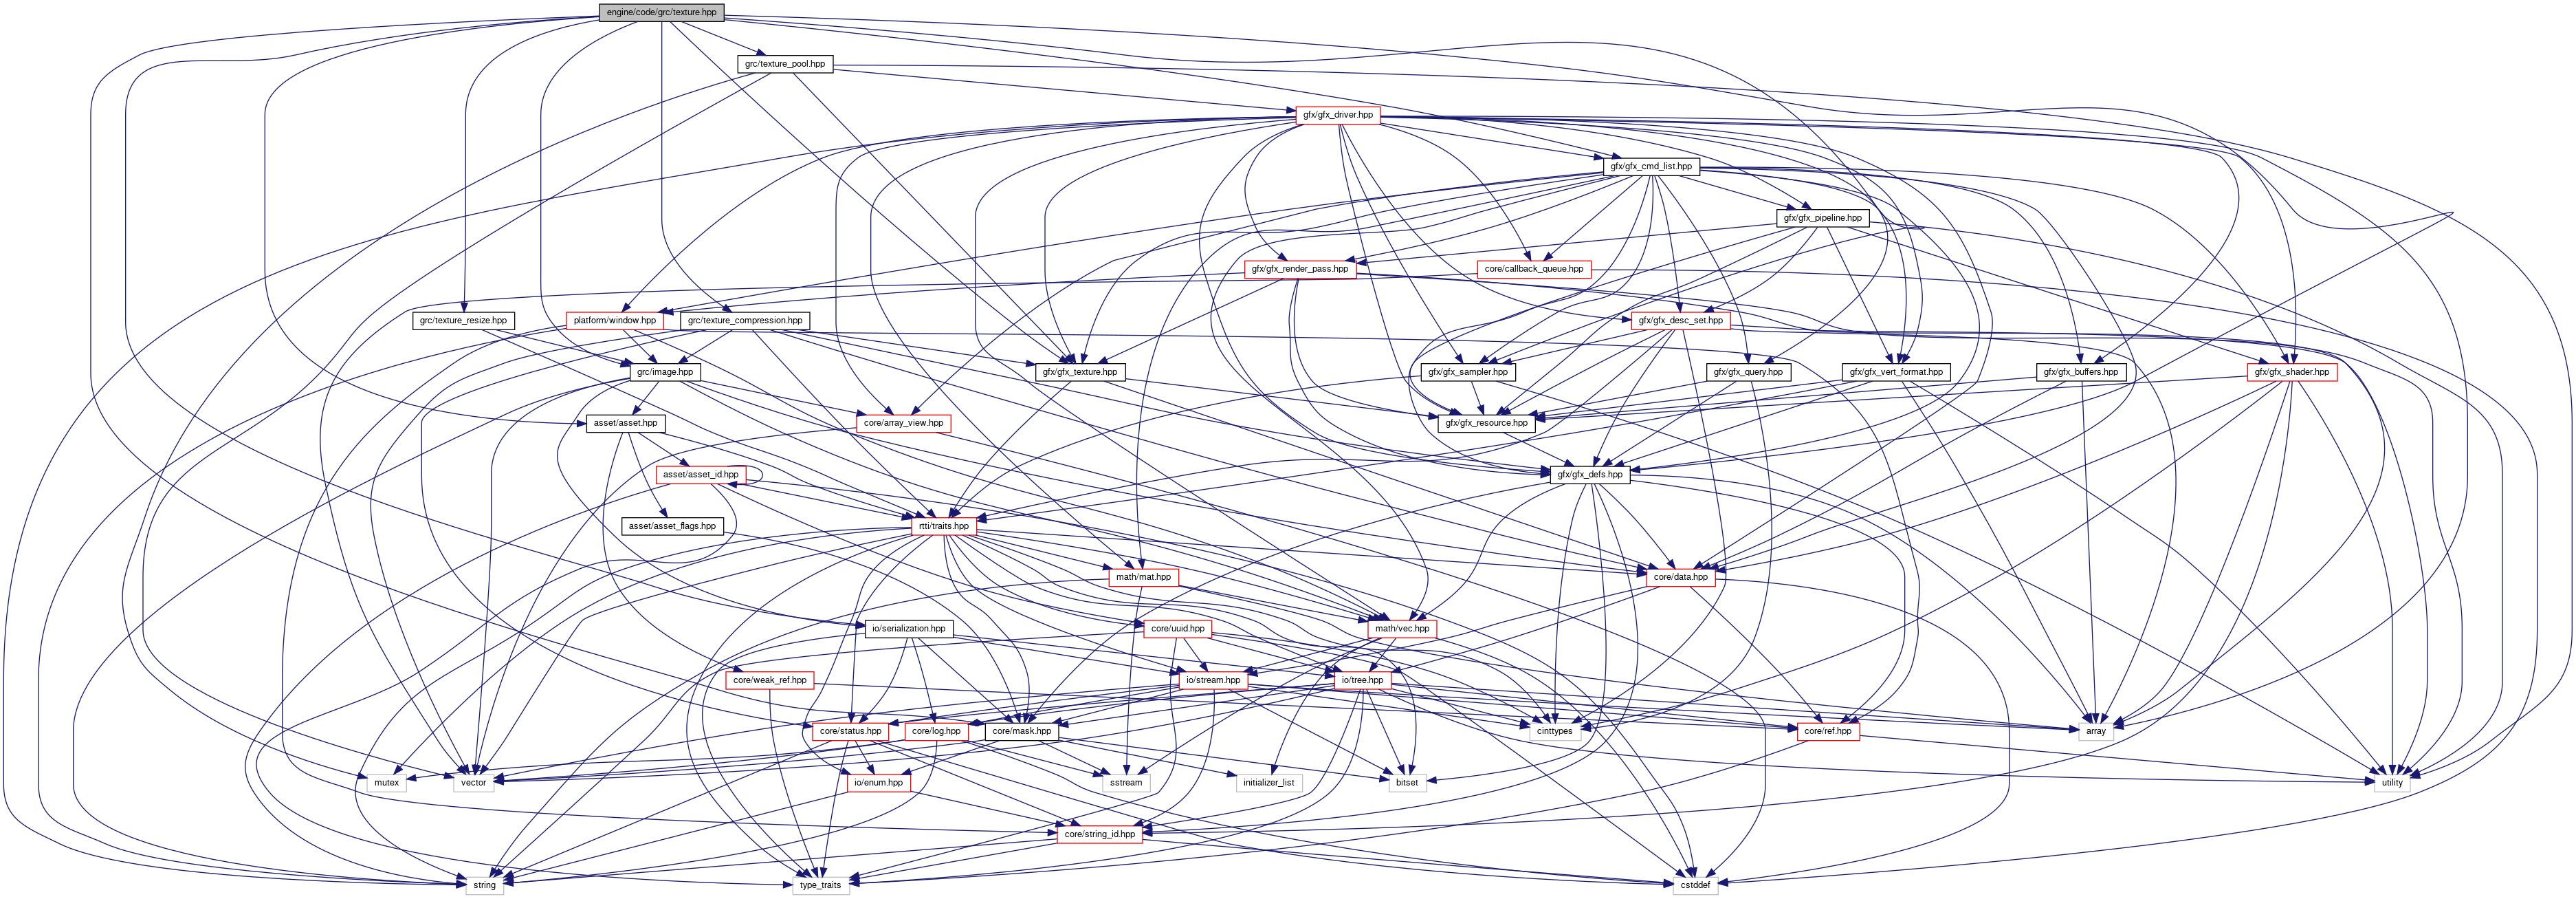 engine/code/grc/texture.hpp
grc/texture_pool.hpp
gfx/gfx_driver.hpp
gfx/gfx_cmd_list.hpp
gfx/gfx_pipeline.hpp
gfx/gfx_render_pass.hpp
core/callback_queue.hpp
grc/texture_resize.hpp
platform/window.hpp
grc/texture_compression.hpp
gfx/gfx_desc_set.hpp
grc/image.hpp
gfx/gfx_texture.hpp
gfx/gfx_sampler.hpp
gfx/gfx_query.hpp
gfx/gfx_vert_format.hpp
gfx/gfx_buffers.hpp
gfx/gfx_shader.hpp
asset/asset.hpp
core/array_view.hpp
gfx/gfx_resource.hpp
asset/asset_id.hpp
gfx/gfx_defs.hpp
asset/asset_flags.hpp
rtti/traits.hpp
math/mat.hpp
core/data.hpp
io/serialization.hpp
core/uuid.hpp
math/vec.hpp
core/weak_ref.hpp
io/stream.hpp
io/tree.hpp
core/status.hpp
core/log.hpp
core/mask.hpp
cinttypes
core/ref.hpp
array
mutex
vector
io/enum.hpp
sstream
initializer_list
bitset
utility
core/string_id.hpp
string
type_traits
cstddef